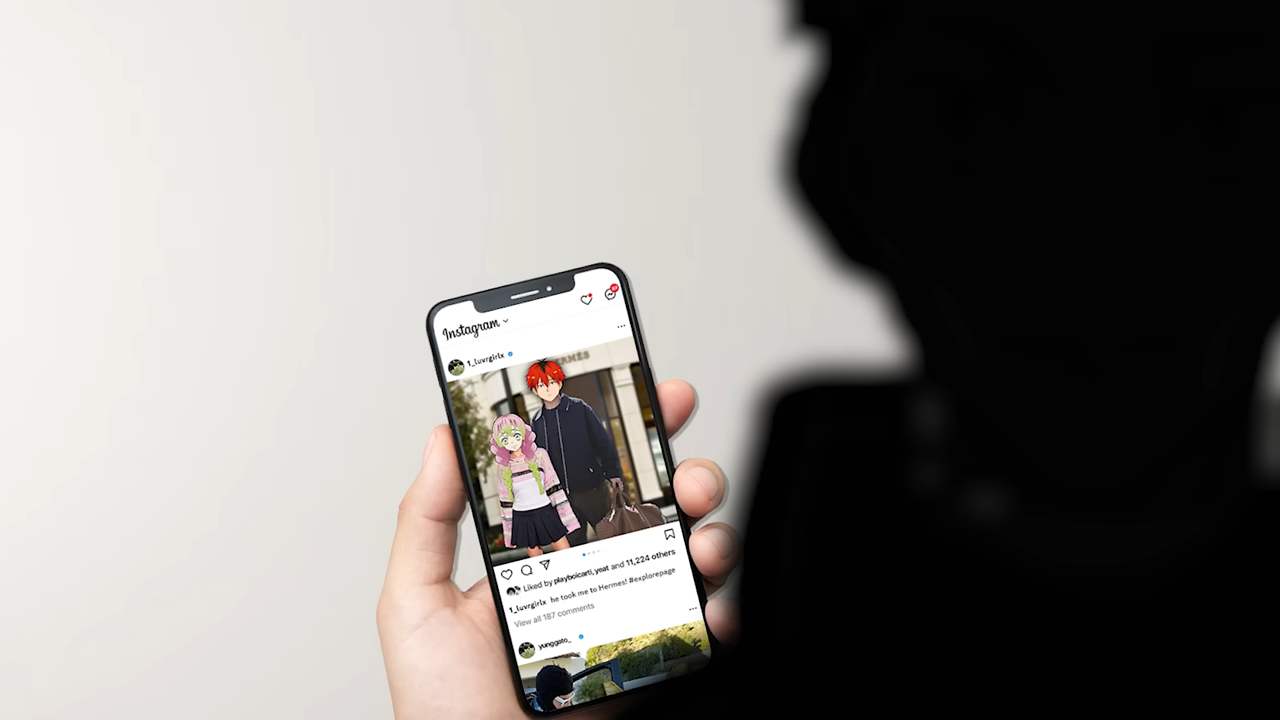 Instagram
1_luvrgirlx
HERMES
Liked by playboicarti, yeat and 11,224 others
1_luvrgirlx he took me to Hermes! #explorepage
View all 187 comments
yunggato_